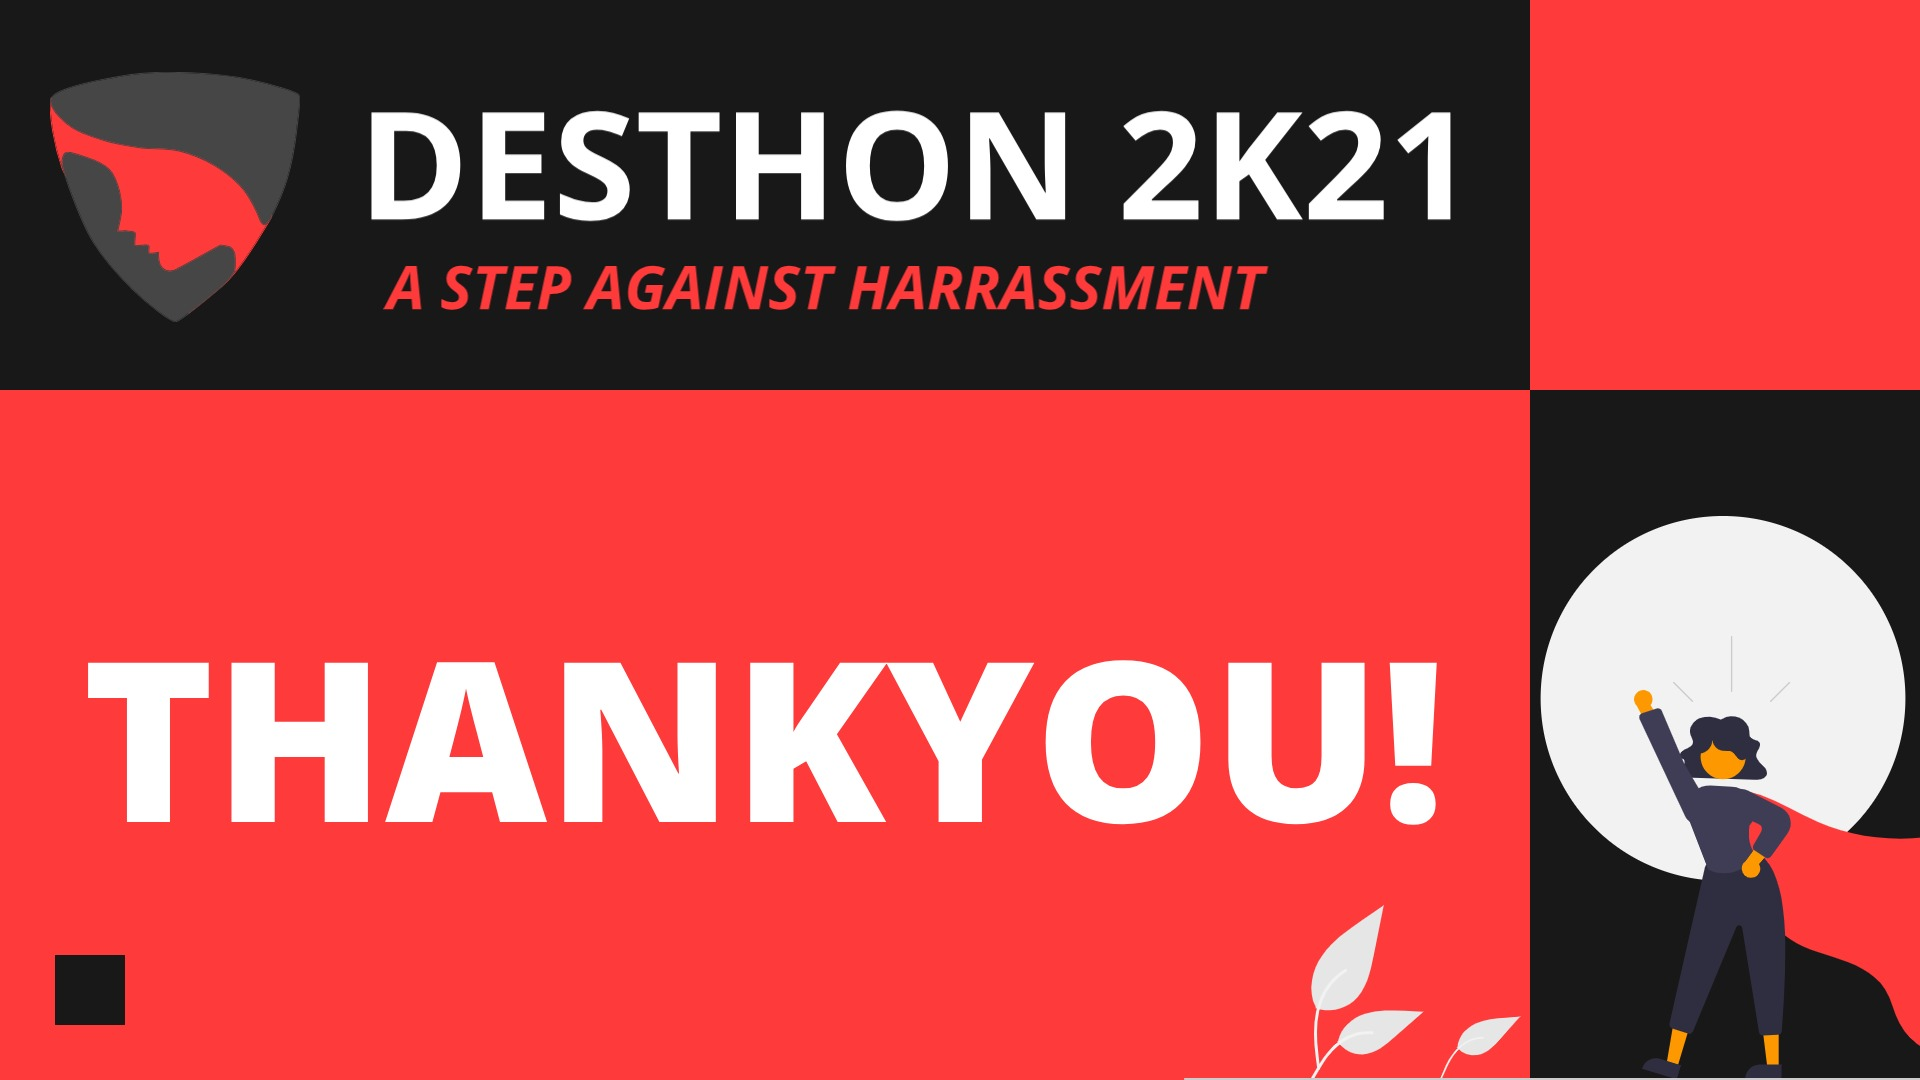 DESTHON 2K21
A STEP AGAINST HARRASSMENT
THANKYOU!